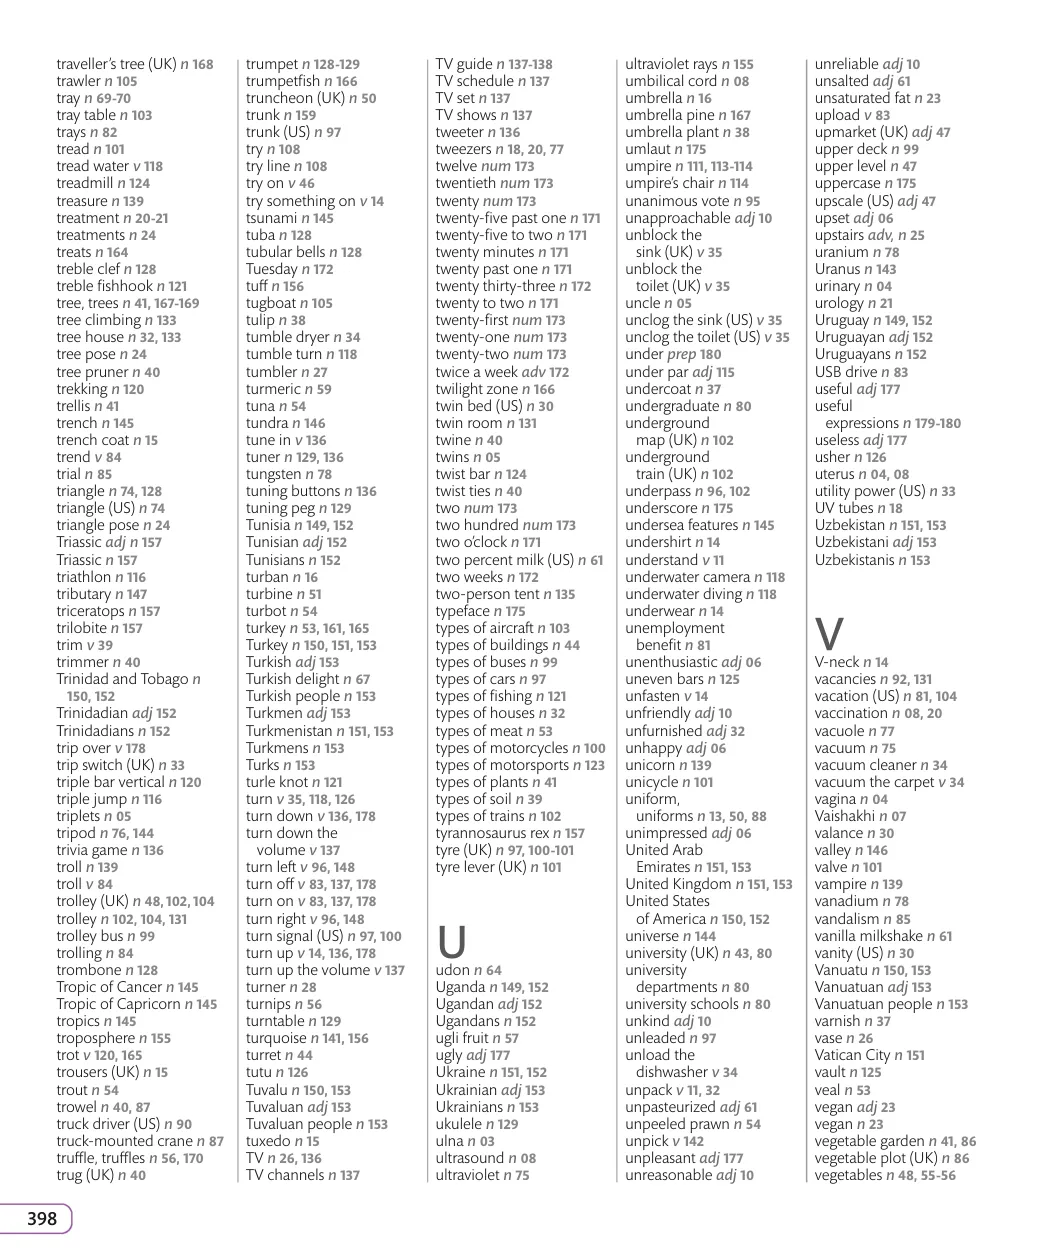 traveller’s tree (UK) n 168
trawler n 105
tray n 69-70
tray table n 103
trays n 82
tread n 101
tread water v 118
treadmill n 124
treasure n 139
treatment n 20-21
treatments n 24
treats n 164
treble clef n 128
treble fishhook n 121
tree, trees n 41, 167-169
tree climbing n 133
tree house n 32, 133
tree pose n 24
tree pruner n 40
trekking n 120
trellis n 41
trench n 145
trench coat n 15
trend v 84
trial n 85
triangle n 74, 128
triangle (US) n 74
triangle pose n 24
Triassic adj n 157
Triassic n 157
triathlon n 116
tributary n 147
triceratops n 157
trilobite n 157
trim v 39
trimmer n 40
Trinidad and Tobago n
150, 152
Trinidadian adj 152
Trinidadians n 152
trip over v 178
trip switch (UK) n 33
triple bar vertical n 120
triple jump n 116
triplets n 05
tripod n 76, 144
trivia game n 136
troll n 139
troll v 84
trolley (UK) n 48, 102, 104
trolley n 102, 104, 131
trolley bus n 99
trolling n 84
trombone n 128
Tropic of Cancer n 145
Tropic of Capricorn n 145
tropics n 145
troposphere n 155
trot v 120, 165
trousers (UK) n 15
trout n 54
trowel n 40, 87
truck driver (US) n 90
truck-mounted crane n 87
truffle, truffles n 56, 170
trug (UK) n 40
trumpet n 128-129
trumpetfish n 166
truncheon (UK) n 50
trunk n 159
trunk (US) n 97
try n 108
try line n 108
try on v 46
try something on v 14
tsunami n 145
tuba n 128
tubular bells n 128
Tuesday n 172
tuff n 156
tugboat n 105
tulip n 38
tumble dryer n 34
tumble turn n 118
tumbler n 27
turmeric n 59
tuna n 54
tundra n 146
tune in v 136
tuner n 129, 136
tungsten n 78
tuning buttons n 136
tuning peg n 129
Tunisia n 149, 152
Tunisian adj 152
Tunisians n 152
turban n 16
turbine n 51
turbot n 54
turkey n 53, 161, 165
Turkey n 150, 151, 153
Turkish adj 153
Turkish delight n 67
Turkish people n 153
Turkmen adj 153
Turkmenistan n 151, 153
Turkmens n 153
Turks n 153
turle knot n 121
turn v 35, 118, 126
turn down v 136, 178
turn down the
volume v 137
turn left v 96, 148
turn off v 83, 137, 178
turn on v 83, 137, 178
turn right v 96, 148
turn signal (US) n 97, 100
turn up v 14, 136, 178
turn up the volume v 137
turner n 28
turnips n 56
turntable n 129
turquoise n 141, 156
turret n 44
tutu n 126
Tuvalu n 150, 153
Tuvaluan adj 153
Tuvaluan people n 153
tuxedo n 15
TV n 26, 136
TV channels n 137
TV guide n 137-138
TV schedule n 137
TV set n 137
TV shows n 137
tweeter n 136
tweezers n 18, 20, 77
twelve num 173
twentieth num 173
twenty num 173
twenty-five past one n 171
twenty-five to two n 171
twenty minutes n 171
twenty past one n 171
twenty thirty-three n 172
twenty to two n 171
twenty-first num 173
twenty-one num 173
twenty-two num 173
twice a week adv 172
twilight zone n 166
twin bed (US) n 30
twin room n 131
twine n 40
twins n 05
twist bar n 124
twist ties n 40
two num 173
two hundred num 173
two o’clock n 171
two percent milk (US) n 61
two weeks n 172
two-person tent n 135
typeface n 175
types of aircraft n 103
types of buildings n 44
types of buses n 99
types of cars n 97
types of fishing n 121
types of houses n 32
types of meat n 53
types of motorcycles n 100
types of motorsports n 123
types of plants n 41
types of soil n 39
types of trains n 102
tyrannosaurus rex n 157
tyre (UK) n 97, 100-101
tyre lever (UK) n 101
U
udon n 64
Uganda n 149, 152
Ugandan adj 152
Ugandans n 152
ugli fruit n 57
ugly adj 177
Ukraine n 151, 152
Ukrainian adj 153
Ukrainians n 153
ukulele n 129
ulna n 03
ultrasound n 08
ultraviolet n 75
ultraviolet rays n 155
umbilical cord n 08
umbrella n 16
umbrella pine n 167
umbrella plant n 38
umlaut n 175
umpire n 111, 113-114
umpire’s chair n 114
unanimous vote n 95
unapproachable adj 10
unblock the
sink (UK) v 35
unblock the
toilet (UK) v 35
uncle n 05
unclog the sink (US) v 35
unclog the toilet (US) v 35
under prep 180
under par adj 115
undercoat n 37
undergraduate n 80
underground
map (UK) n 102
underground
train (UK) n 102
underpass n 96, 102
underscore n 175
undersea features n 145
undershirt n 14
understand v 11
underwater camera n 118
underwater diving n 118
underwear n 14
unemployment
benefit n 81
unenthusiastic adj 06
uneven bars n 125
unfasten v 14
unfriendly adj 10
unfurnished adj 32
unhappy adj 06
unicorn n 139
unicycle n 101
uniform,
uniforms n 13, 50, 88
unimpressed adj 06
United Arab
Emirates n 151, 153
United Kingdom n 151, 153
United States
of America n 150, 152
universe n 144
university (UK) n 43, 80
university
departments n 80
university schools n 80
unkind adj 10
unleaded n 97
unload the
dishwasher v 34
unpack v 11, 32
unpasteurized adj 61
unpeeled prawn n 54
unpick v 142
unpleasant adj 177
unreasonable adj 10
unreliable adj 10
unsalted adj 61
unsaturated fat n 23
upload v 83
upmarket (UK) adj 47
upper deck n 99
upper level n 47
uppercase n 175
upscale (US) adj 47
upset adj 06
upstairs adv, n 25
uranium n 78
Uranus n 143
urinary n 04
urology n 21
Uruguay n 149, 152
Uruguayan adj 152
Uruguayans n 152
USB drive n 83
useful adj 177
useful
expressions n 179-180
useless adj 177
usher n 126
uterus n 04, 08
utility power (US) n 33
UV tubes n 18
Uzbekistan n 151, 153
Uzbekistani adj 153
Uzbekistanis n 153
V
V-neck n 14
vacancies n 92, 131
vacation (US) n 81, 104
vaccination n 08, 20
vacuole n 77
vacuum n 75
vacuum cleaner n 34
vacuum the carpet v 34
vagina n 04
Vaishakhi n 07
valance n 30
valley n 146
valve n 101
vampire n 139
vanadium n 78
vandalism n 85
vanilla milkshake n 61
vanity (US) n 30
Vanuatu n 150, 153
Vanuatuan adj 153
Vanuatuan people n 153
varnish n 37
vase n 26
Vatican City n 151
vault n 125
veal n 53
vegan adj 23
vegan n 23
vegetable garden n 41, 86
vegetable plot (UK) n 86
vegetables n 48, 55-56
398